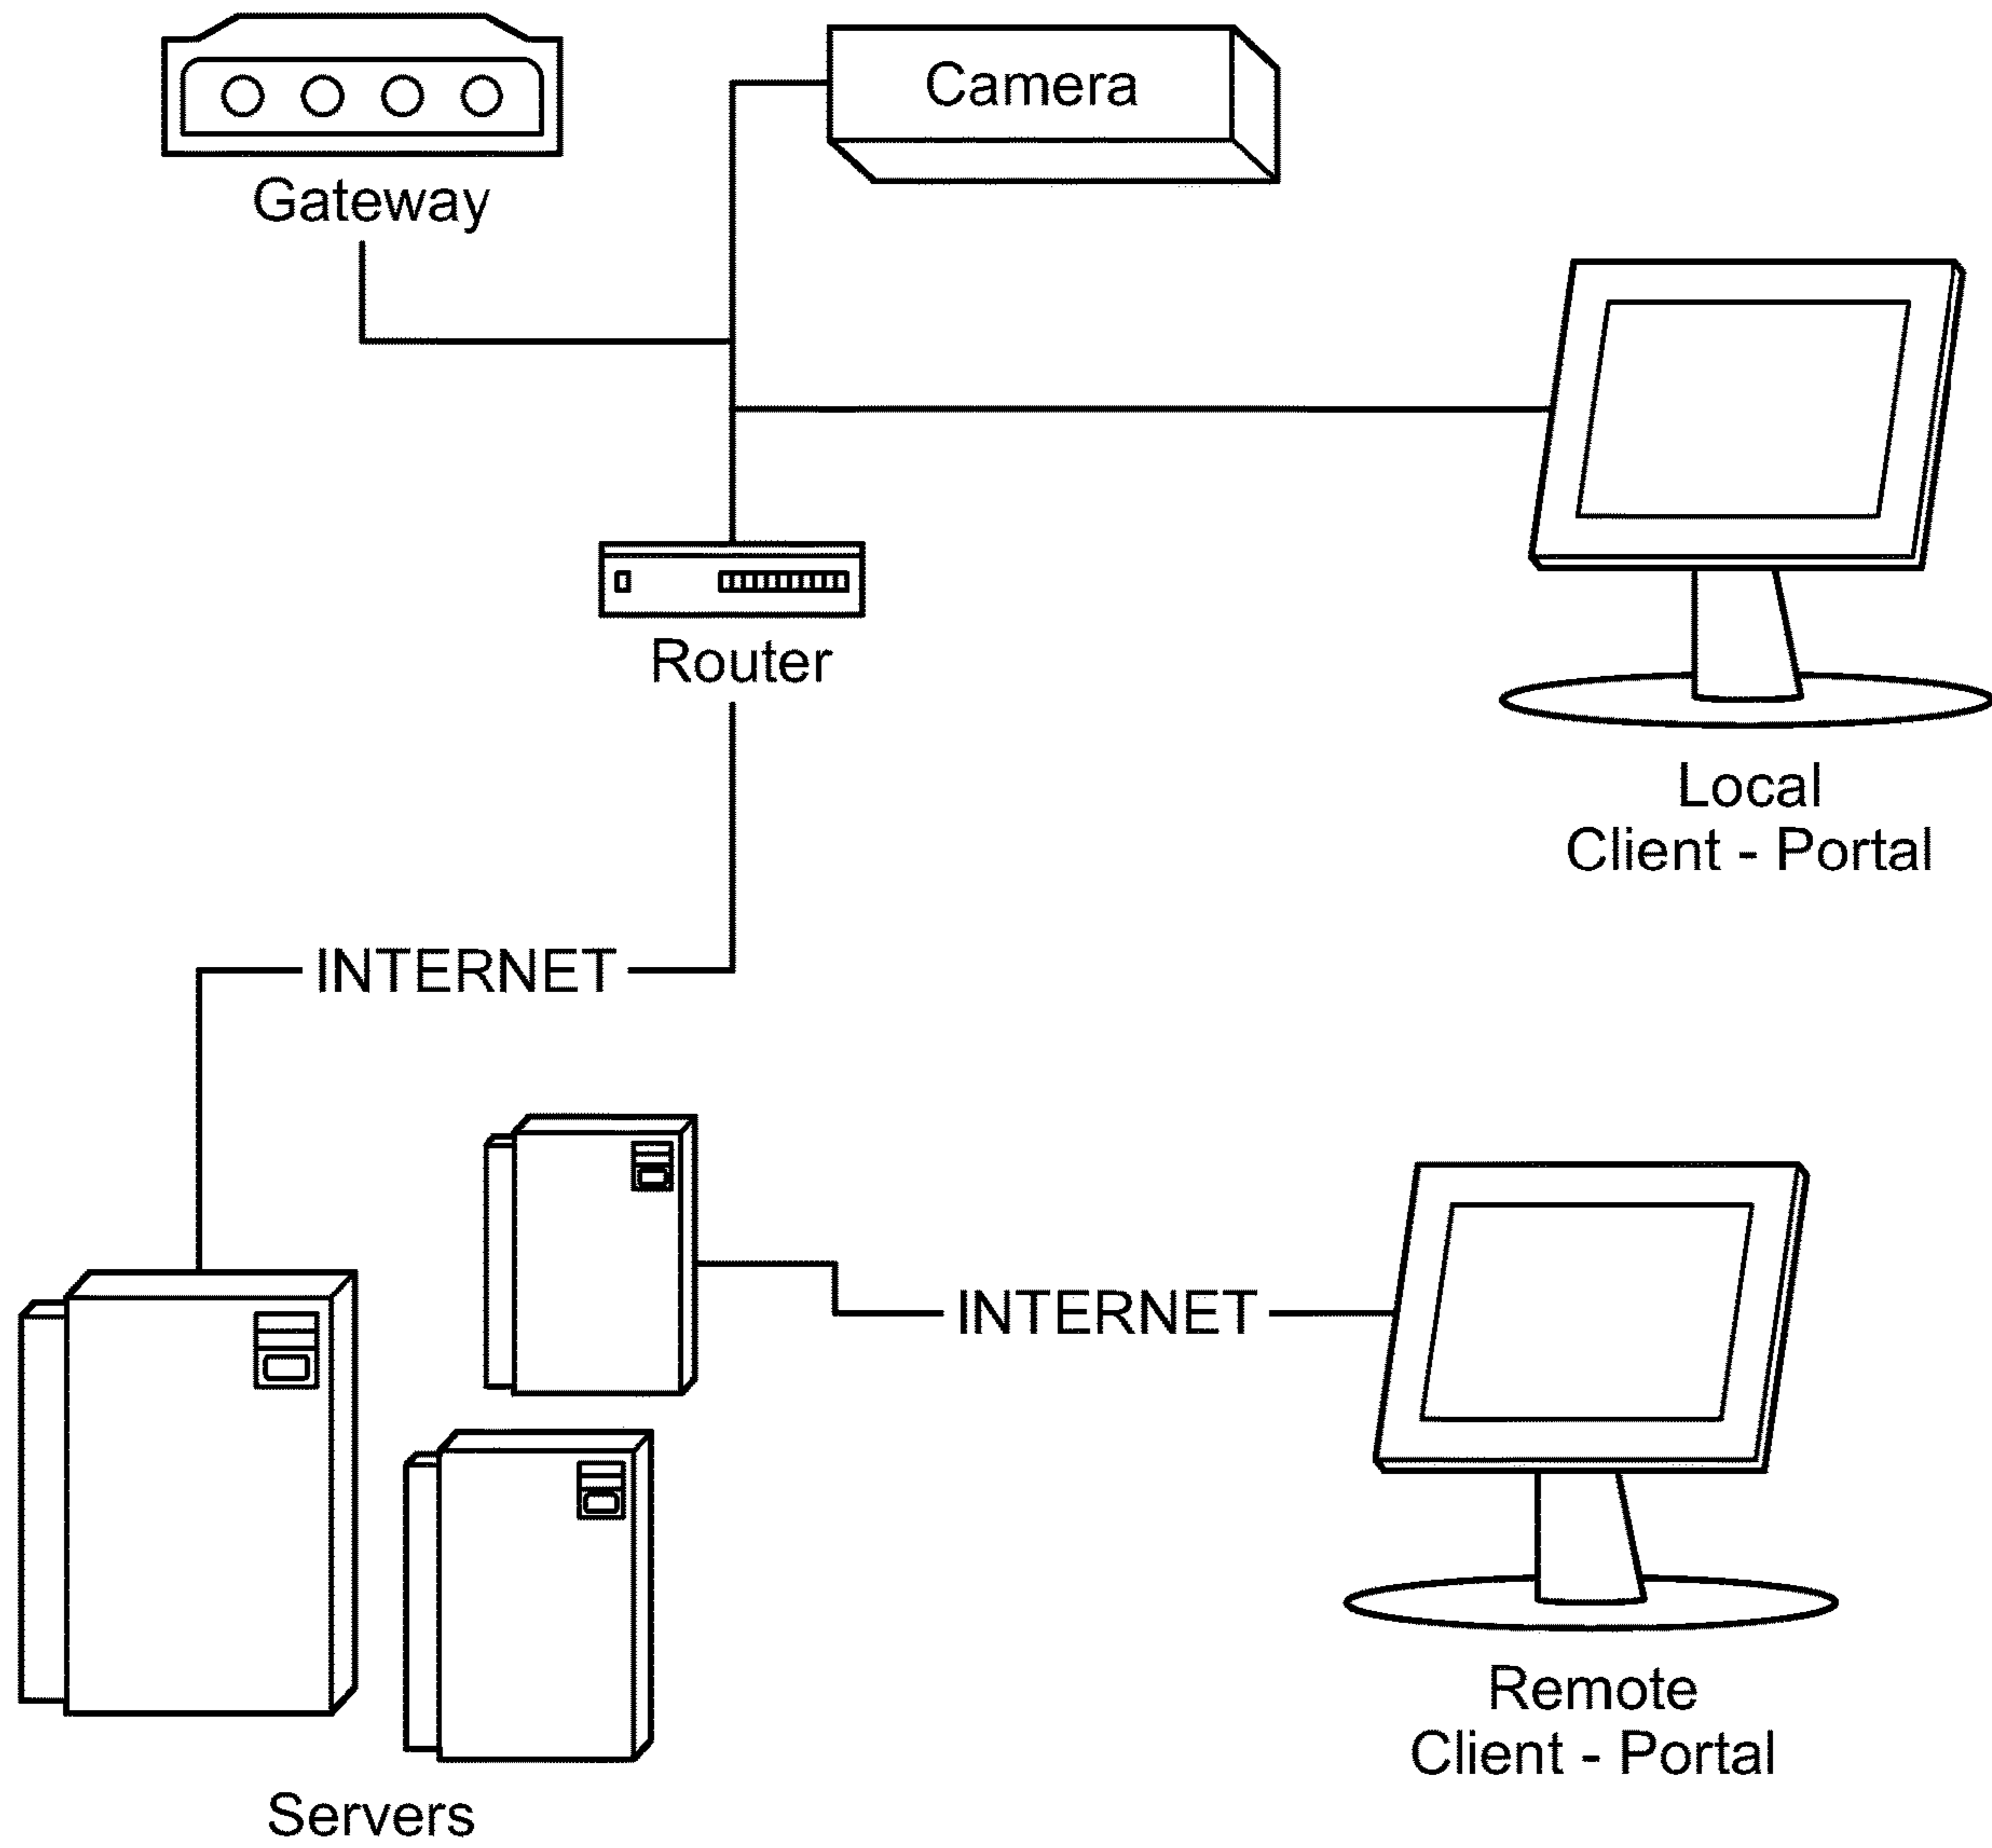 Camera
Gateway
Router
Local
Client - Portal
INTERNET
INTERNET
Remote
Client - Portal
Servers